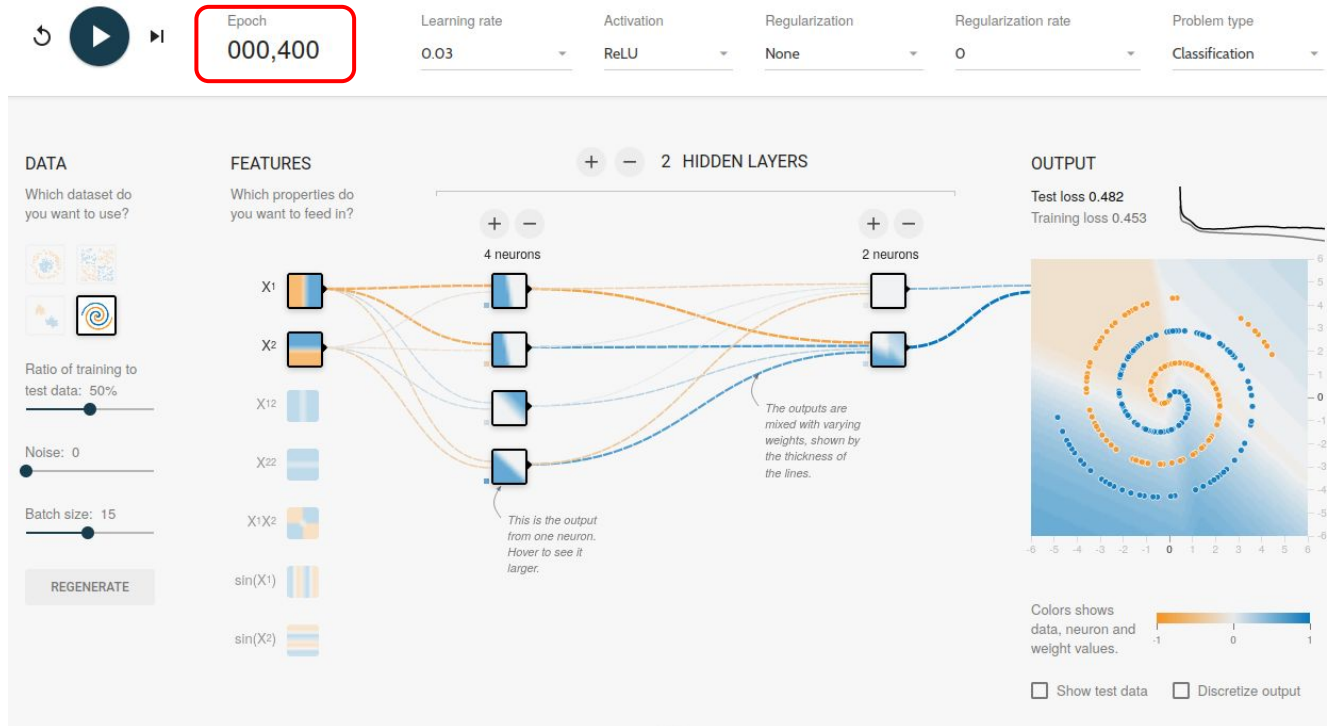 Epoch
000,400
Learning rate
0.03
Activation
ReLU
Regularization
None
Regularization rate
0
Problem type
Classification
DATA
Which dataset do
you want to use?
Ratio of training to
test data: 50%
Noise: 0
Batch size: 15
REGENERATE
FEATURES
Which properties do
you want to feed in?
X1
X2
X12
X22
X1X2
sin(X1)
sin(X2)
+ − 2 HIDDEN LAYERS
+ −
4 neurons
+ −
2 neurons
This is the output
from one neuron.
Hover to see it
larger.
The outputs are
mixed with varying
weights, shown by
the thickness of
the lines.
OUTPUT
Test loss 0.482
Training loss 0.453
6
5
4
3
2
1
0
-1
-2
-3
-4
-5
-6
-6 -5 -4 -3 -2 -1 0 1 2 3 4 5 6
Colors shows
data, neuron and
weight values.
-1 0 1
Show test data
Discretize output